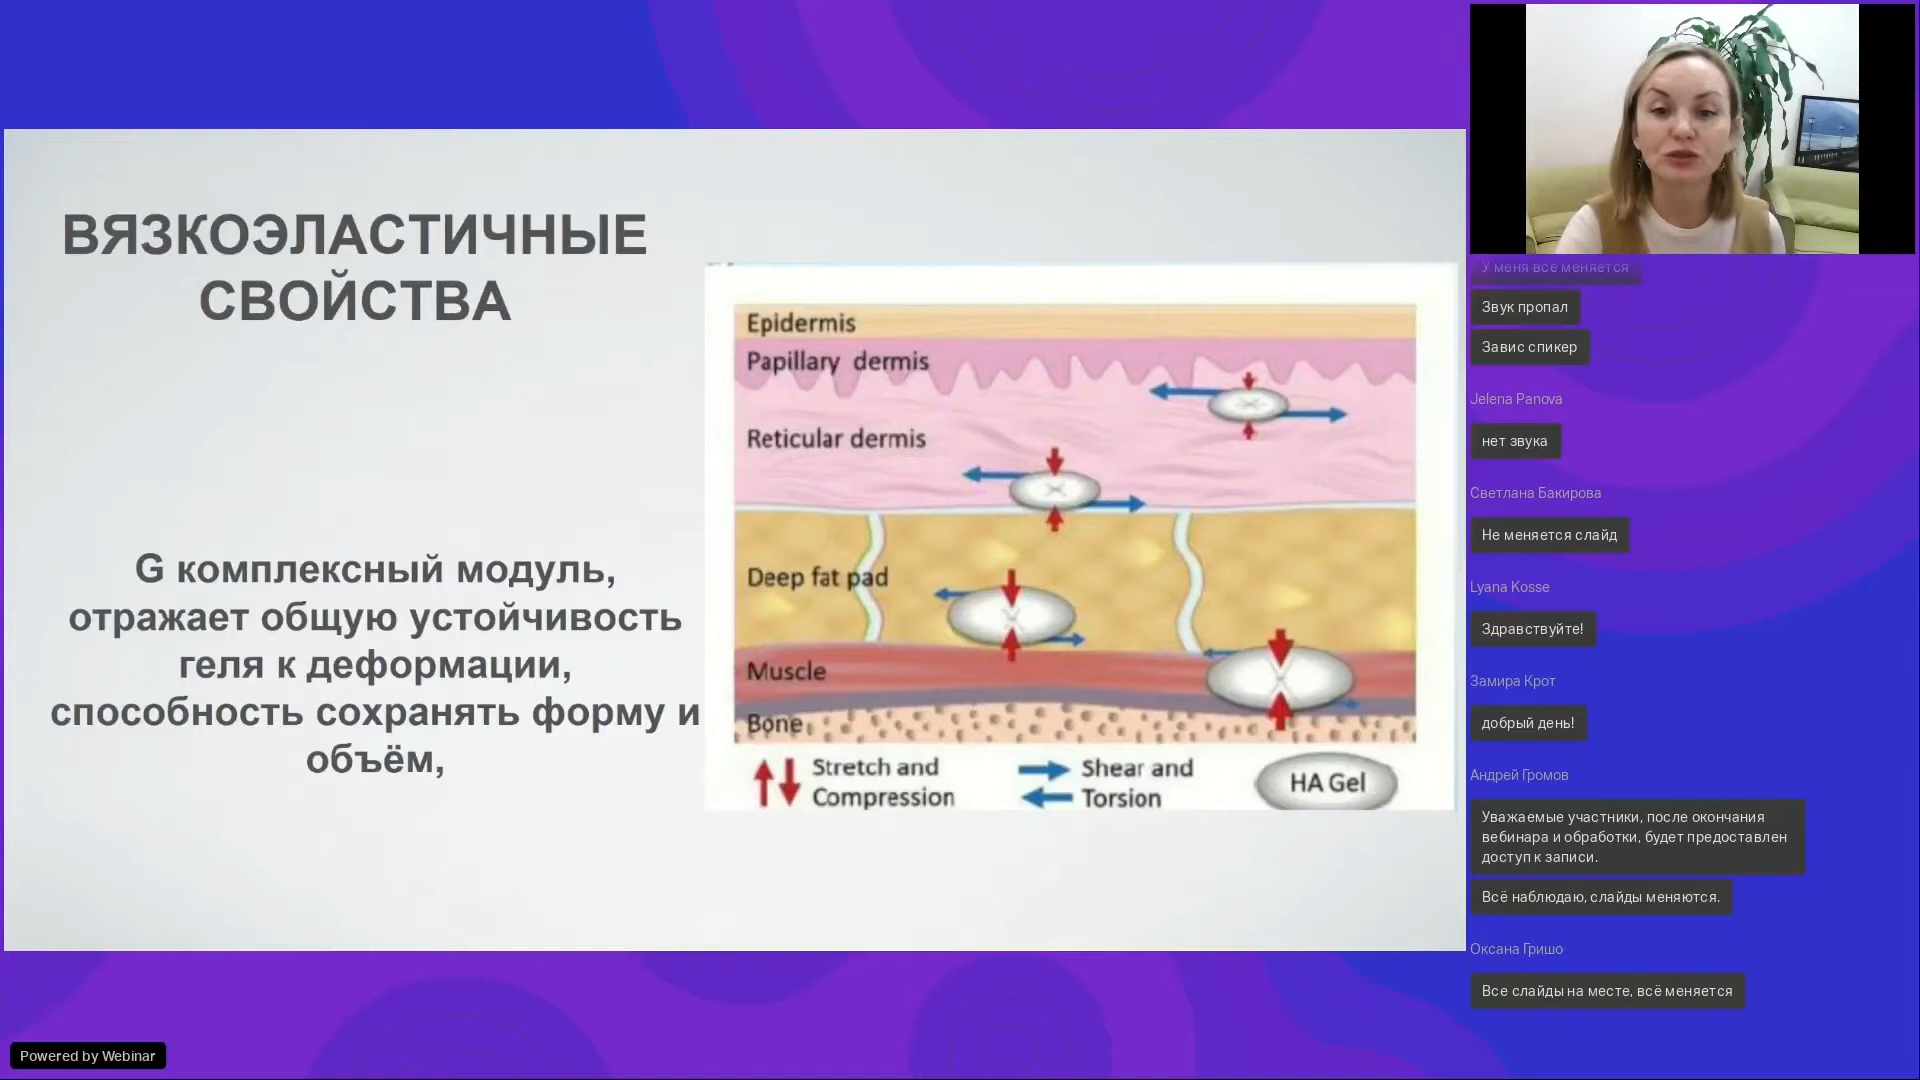 ВЯЗКОЭЛАСТИЧНЫЕ
СВОЙСТВА
G комплексный модуль,
отражает общую устойчивость
геля к деформации,
способность сохранять форму и
объём,
Epidermis
Papillary dermis
Reticular dermis
Deep fat pad
Muscle
Bone
Stretch and
Compression
Shear and
Torsion
HA Gel
У меня все меняется
Звук пропал
Завис спикер
Jelena Panova
нет звука
Светлана Бакирова
Не меняется слайд
Lyana Kosse
Здравствуйте!
Замира Крот
добрый день!
Андрей Громов
Уважаемые участники, после окончания
вебинара и обработки, будет предоставлен
доступ к записи.
Всё наблюдаю, слайды меняются.
Оксана Гришо
Все слайды на месте, всё меняется
Powered by Webinar